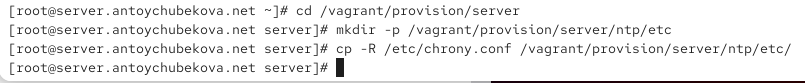 [root@server.antoychubekova.net ~]# cd /vagrant/provision/server
[root@server.antoychubekova.net server]# mkdir -p /vagrant/provision/server/ntp/etc
[root@server.antoychubekova.net server]# cp -R /etc/chrony.conf /vagrant/provision/server/ntp/etc/
[root@server.antoychubekova.net server]#